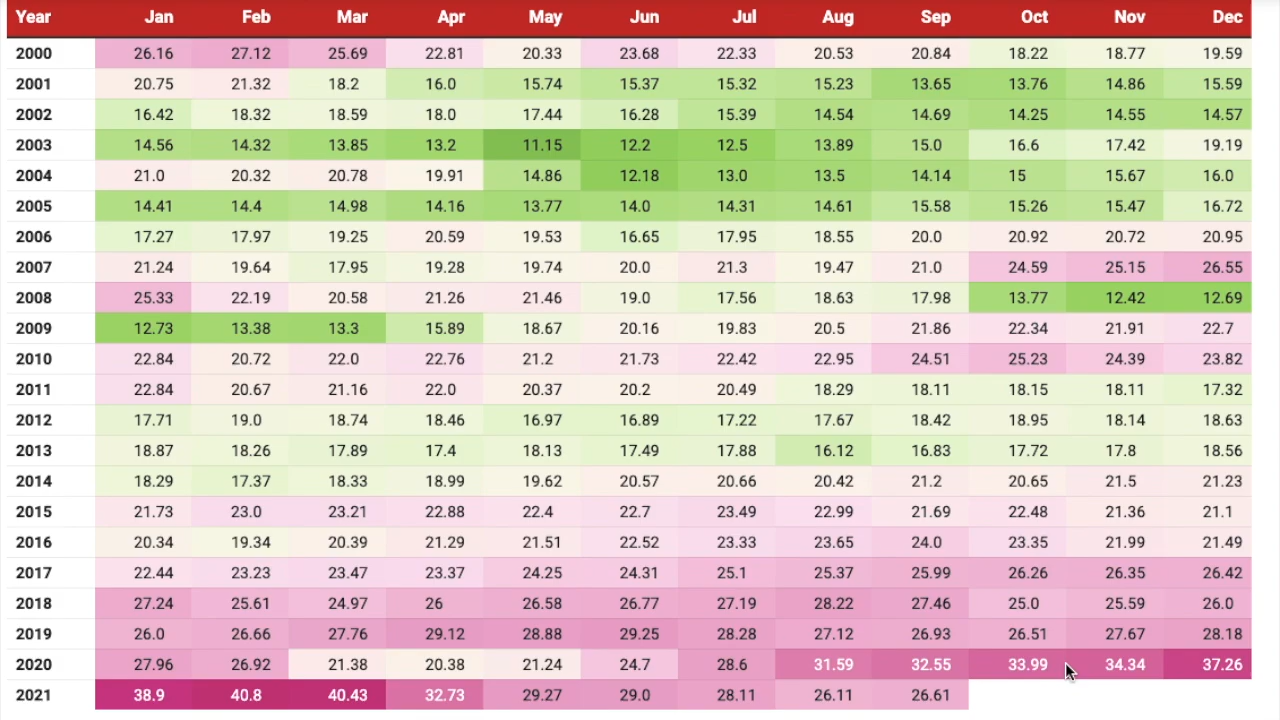 Year Jan Feb Mar Apr May Jun Jul Aug Sep Oct Nov Dec
2000 26.16 27.12 25.69 22.81 20.33 23.68 22.33 20.53 20.84 18.22 18.77 19.59
2001 20.75 21.32 18.2 16.0 15.74 15.37 15.32 15.23 13.65 13.76 14.86 15.59
2002 16.42 18.32 18.59 18.0 17.44 16.28 15.39 14.54 14.69 14.25 14.55 14.57
2003 14.56 14.32 13.85 13.2 11.15 12.2 12.5 13.89 15.0 16.6 17.42 19.19
2004 21.0 20.32 20.78 19.91 14.86 12.18 13.0 13.5 14.14 15 15.67 16.0
2005 14.41 14.4 14.98 14.16 13.77 14.0 14.31 14.61 15.58 15.26 15.47 16.72
2006 17.27 17.97 19.25 20.59 19.53 16.65 17.95 18.55 20.0 20.92 20.72 20.95
2007 21.24 19.64 17.95 19.28 19.74 20.0 21.3 19.47 21.0 24.59 25.15 26.55
2008 25.33 22.19 20.58 21.26 21.46 19.0 17.56 18.63 17.98 13.77 12.42 12.69
2009 12.73 13.38 13.3 15.89 18.67 20.16 19.83 20.5 21.86 22.34 21.91 22.7
2010 22.84 20.72 22.0 22.76 21.2 21.73 22.42 22.95 24.51 25.23 24.39 23.82
2011 22.84 20.67 21.16 22.0 20.37 20.2 20.49 18.29 18.11 18.15 18.11 17.32
2012 17.71 19.0 18.74 18.46 16.97 16.89 17.22 17.67 18.42 18.95 18.14 18.63
2013 18.87 18.26 17.89 17.4 18.13 17.49 17.88 16.12 16.83 17.72 17.8 18.56
2014 18.29 17.37 18.33 18.99 19.62 20.57 20.66 20.42 21.2 20.65 21.5 21.23
2015 21.73 23.0 23.21 22.88 22.4 22.7 23.49 22.99 21.69 22.48 21.36 21.1
2016 20.34 19.34 20.39 21.29 21.51 22.52 23.33 23.65 24.0 23.35 21.99 21.49
2017 22.44 23.23 23.47 23.37 24.25 24.31 25.1 25.37 25.99 26.26 26.35 26.42
2018 27.24 25.61 24.97 26 26.58 26.77 27.19 28.22 27.46 25.0 25.59 26.0
2019 26.0 26.66 27.76 29.12 28.88 29.25 28.28 27.12 26.93 26.51 27.67 28.18
2020 27.96 26.92 21.38 20.38 21.24 24.7 28.6 31.59 32.55 33.99 34.34 37.26
2021 38.9 40.8 40.43 32.73 29.27 29.0 28.11 26.11 26.61